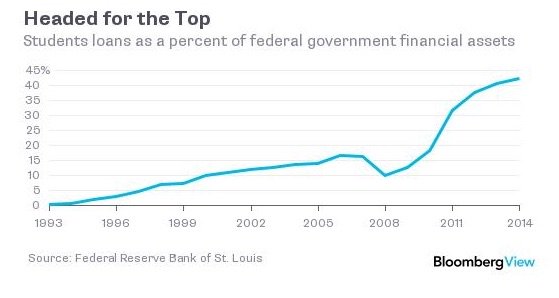 Headed for the Top
Students loans as a percent of federal government financial assets
45%
40
35
30
25
20
15
10
5
0
1993 1996 1999 2002 2005 2008 2011 2014
Source: Federal Reserve Bank of St. Louis
BloombergView